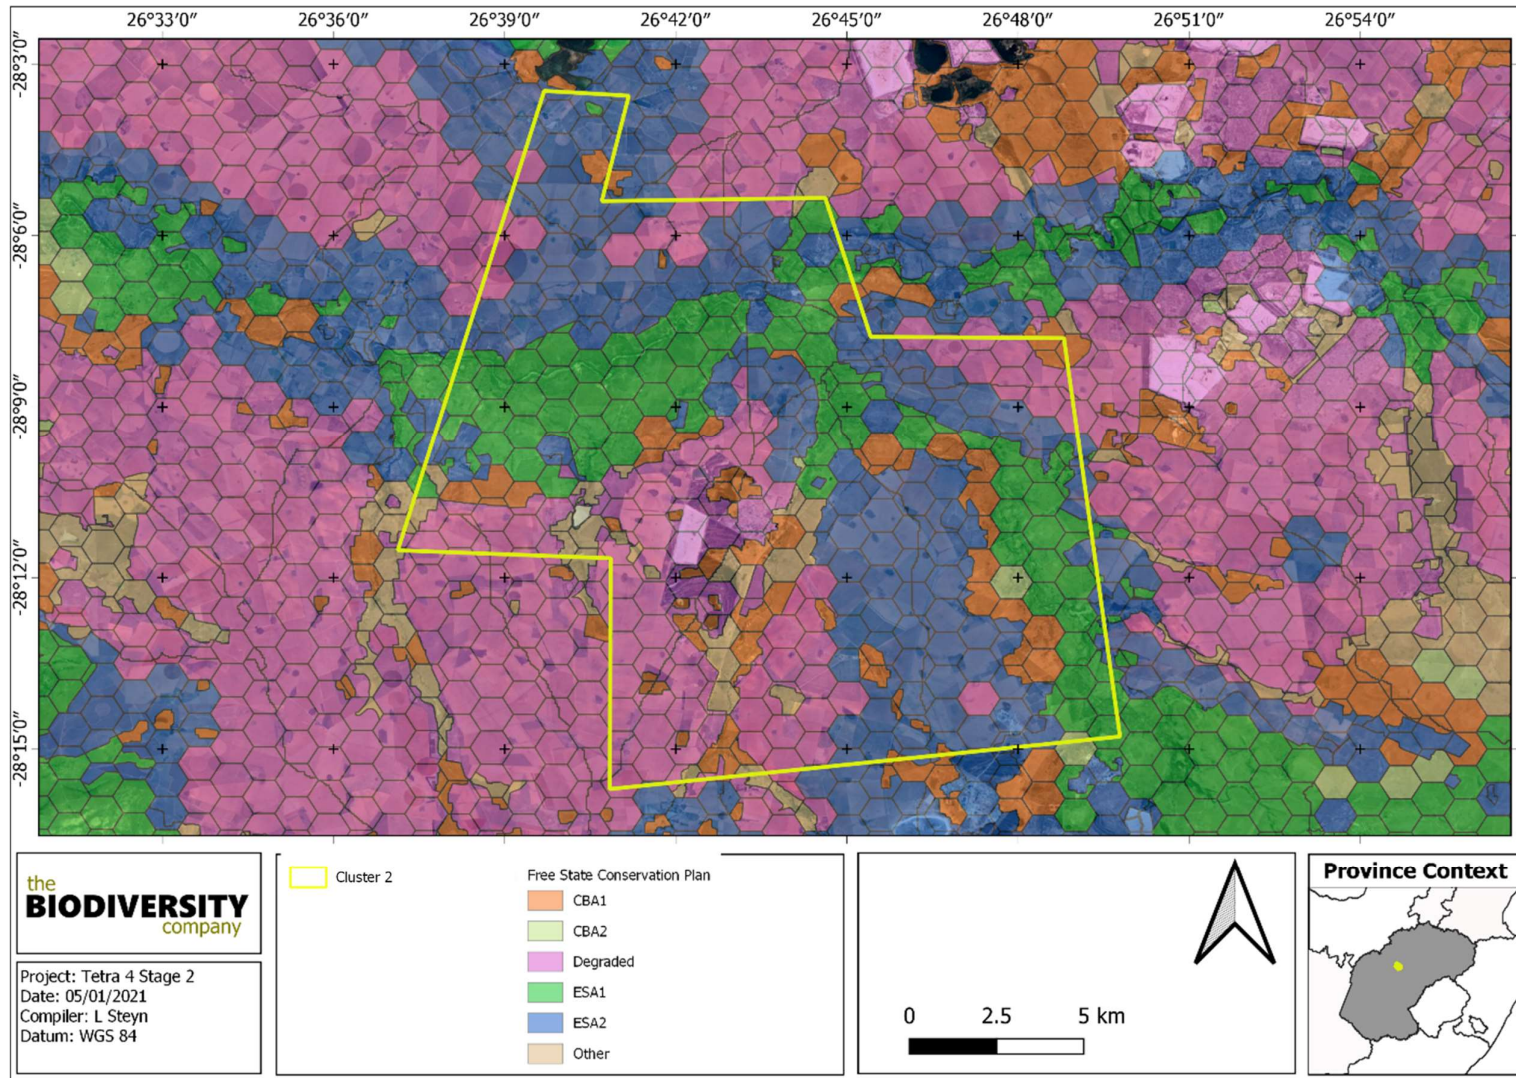 26°33′0″ 26°36′0″ 26°39′0″ 26°42′0″ 26°45′0″ 26°48′0″ 26°51′0″ 26°54′0″
-28°3′0″
-28°6′0″
-28°9′0″
-28°12′0″
-28°15′0″
the
BIODIVERSITY
company
Project: Tetra 4 Stage 2
Date: 05/01/2021
Compiler: L Steyn
Datum: WGS 84
Cluster 2
Free State Conservation Plan
CBA1
CBA2
Degraded
ESA1
ESA2
Other
0 2.5 5 km
Province Context